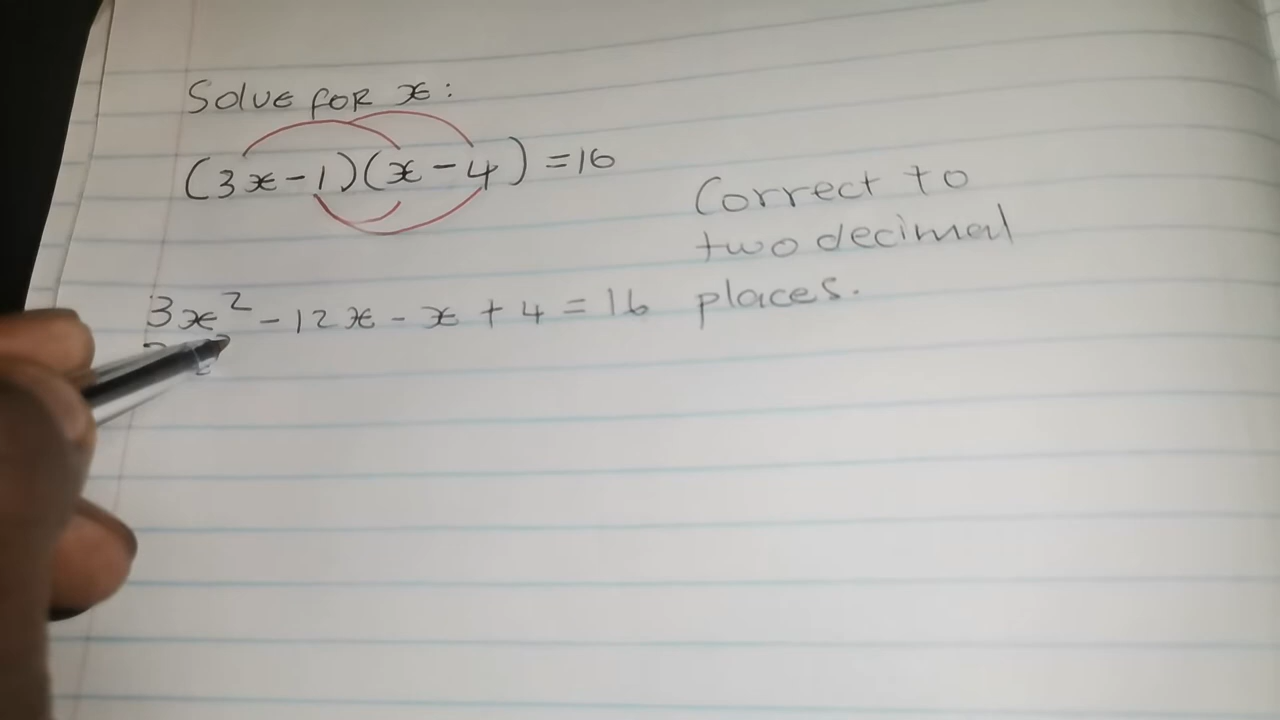 Solve for x:
(3x-1)(x-4) = 16
Correct to
two decimal
places.
3x² - 12x - x + 4 = 16